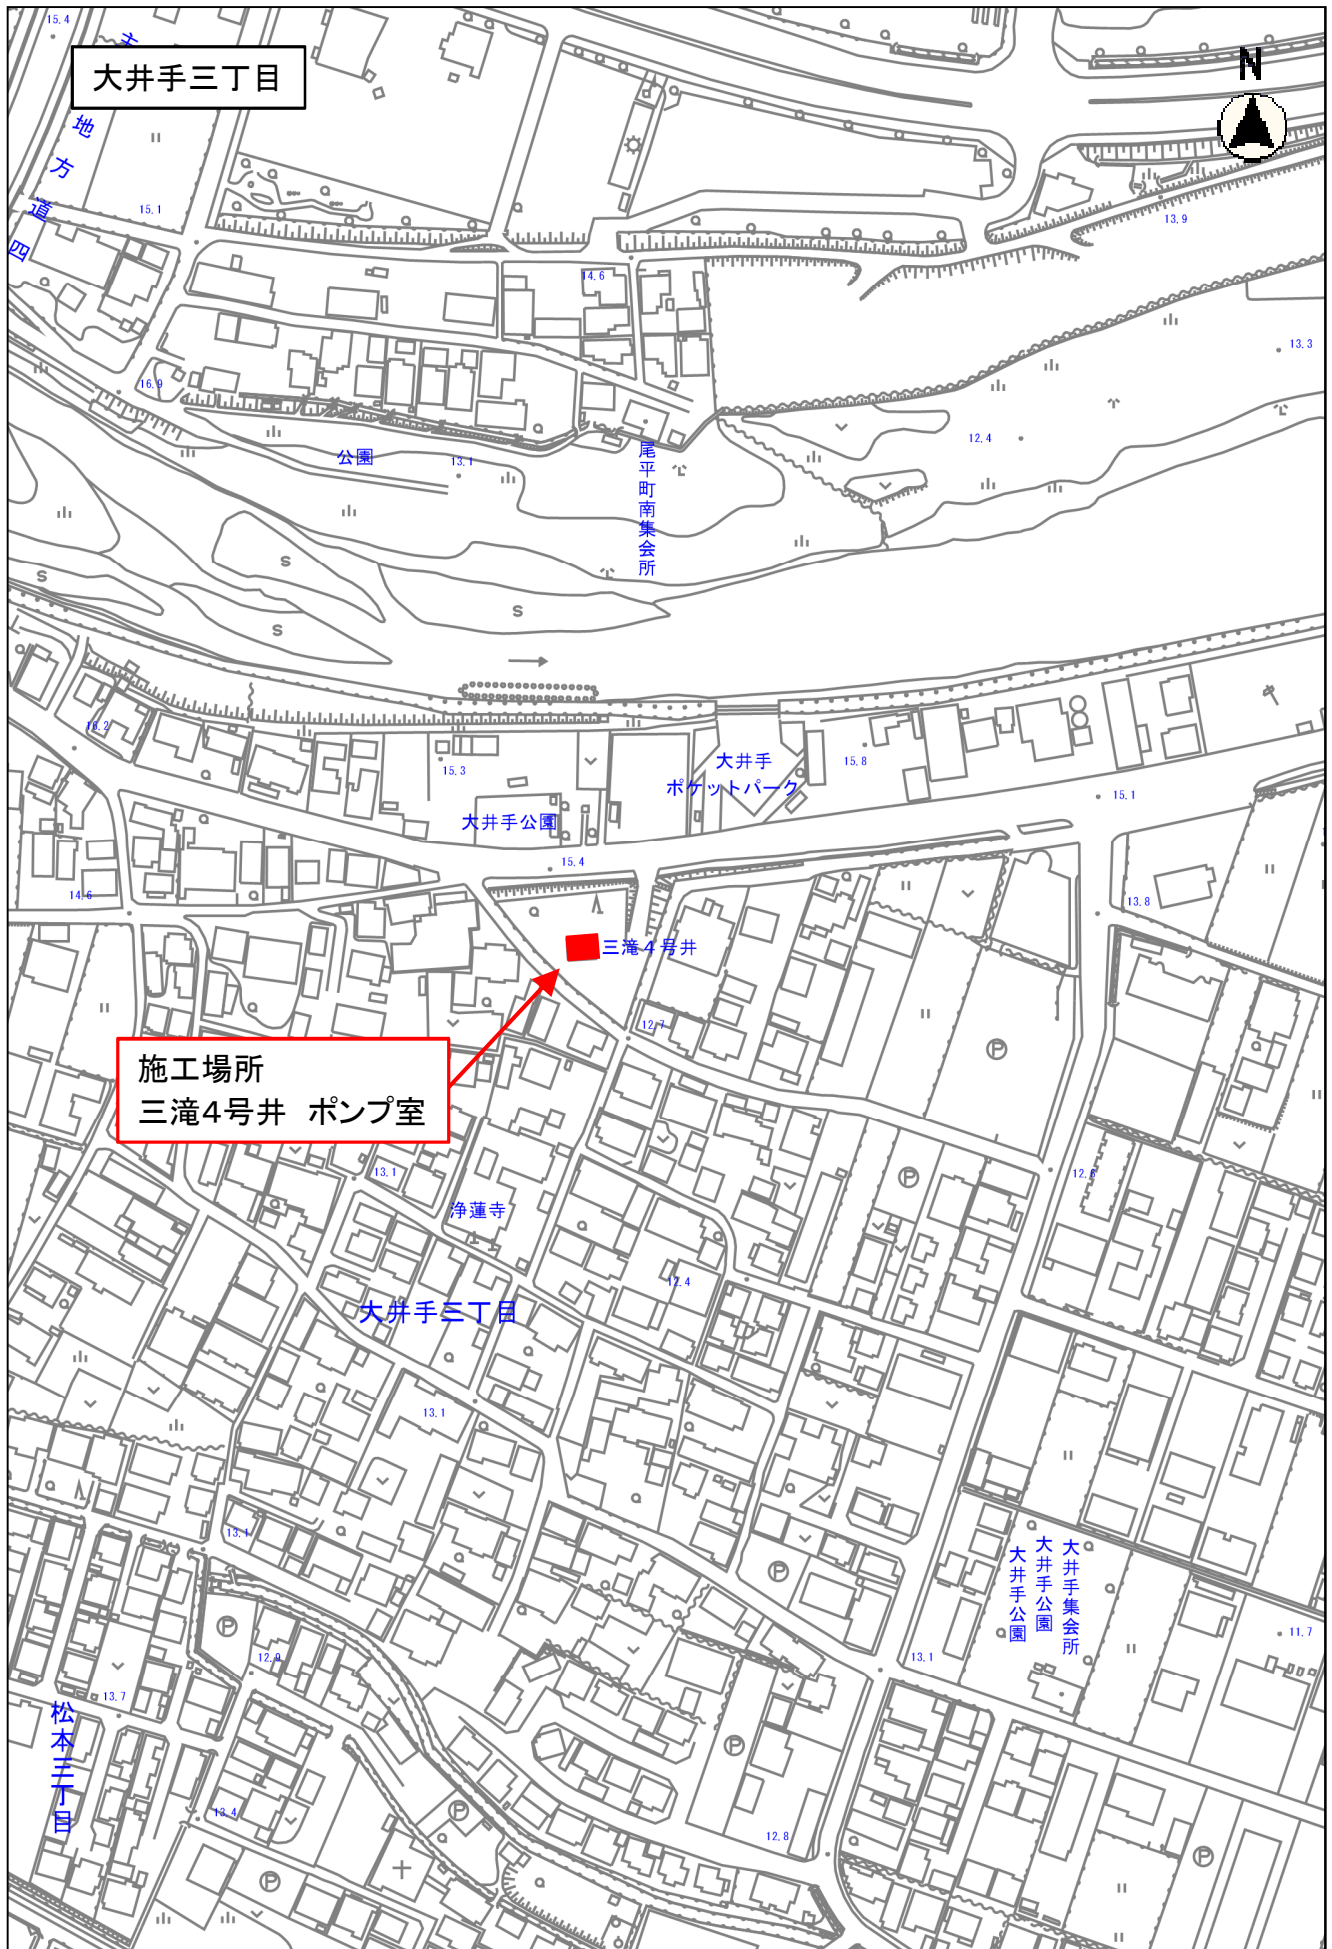 15.4
主
大井手三丁目
N
地
方
道
四
15.1
13.9
14.6
13.3
16.9
12.4
公園
13.1
尾平町南集会所
S
S
S
S
16.2
大井手
ポケットパーク
15.8
15.3
15.1
大井手公園
15.4
14.6
13.8
三滝4号井
12.7
P
施工場所
三滝4号井 ポンプ室
13.1
P
12.6
浄蓮寺
12.4
大井手三丁目
13.1
13.1
大井手公園
大井手公園
大井手集会所
P
P
11.7
12.9
13.1
13.7
松本三丁目
P
13.4
P
12.8
P
P